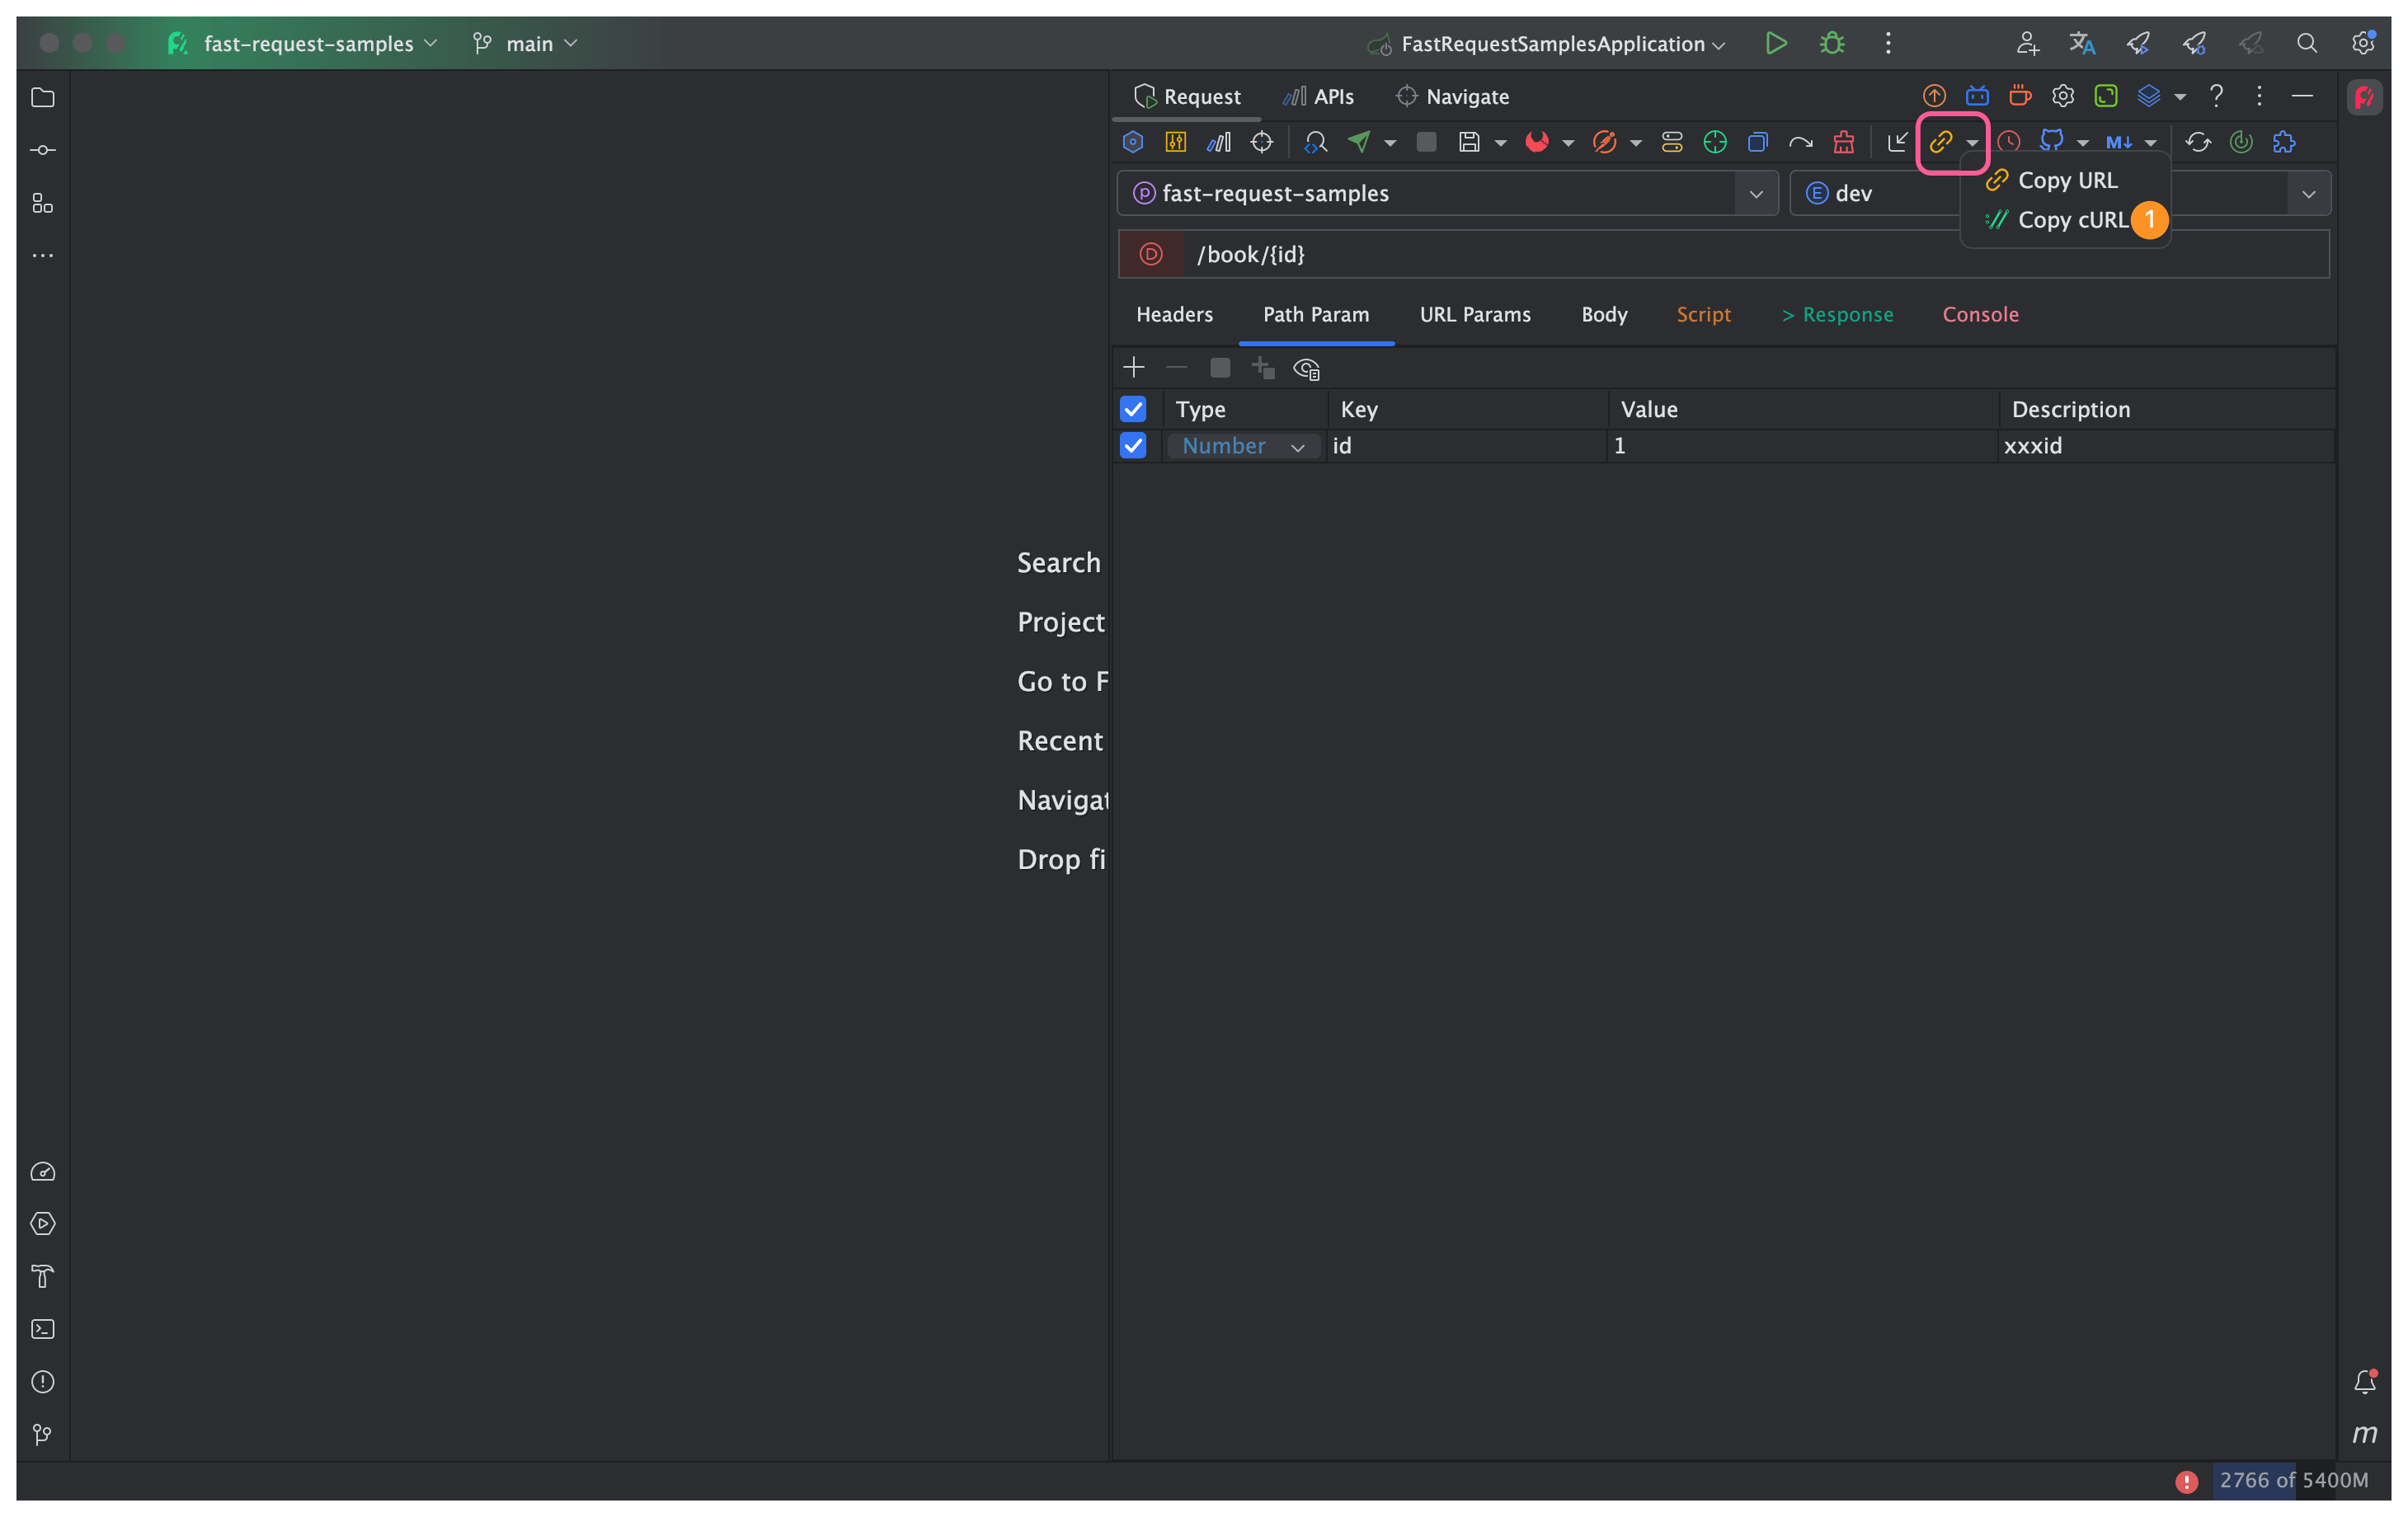 fast-request-samples
main
FastRequestSamplesApplication
Request
APIs
Navigate
M↓
P fast-request-samples
E dev
Copy URL
Copy cURL 1
D /book/{id}
Headers
Path Param
URL Params
Body
Script
> Response
Console
Type Key Value Description
Number id 1 xxxid
Search
Project
Go to F
Recent
Navigat
Drop fi
m
2766 of 5400M